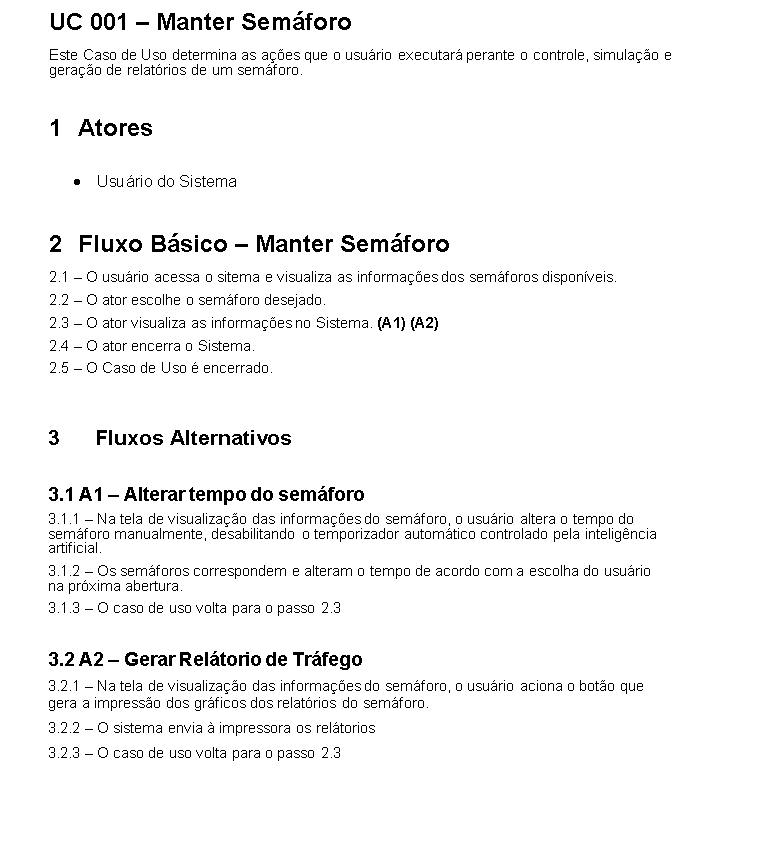 UC 001 – Manter Semáforo
Este Caso de Uso determina as ações que o usuário executará perante o controle, simulação e
geração de relatórios de um semáforo.
1 Atores
• Usuário do Sistema
2 Fluxo Básico – Manter Semáforo
2.1 – O usuário acessa o sitema e visualiza as informações dos semáforos disponíveis.
2.2 – O ator escolhe o semáforo desejado.
2.3 – O ator visualiza as informações no Sistema. (A1) (A2)
2.4 – O ator encerra o Sistema.
2.5 – O Caso de Uso é encerrado.
3 Fluxos Alternativos
3.1 A1 – Alterar tempo do semáforo
3.1.1 – Na tela de visualização das informações do semáforo, o usuário altera o tempo do
semáforo manualmente, desabilitando o temporizador automático controlado pela inteligência
artificial.
3.1.2 – Os semáforos correspondem e alteram o tempo de acordo com a escolha do usuário
na próxima abertura.
3.1.3 – O caso de uso volta para o passo 2.3
3.2 A2 – Gerar Relátorio de Tráfego
3.2.1 – Na tela de visualização das informações do semáforo, o usuário aciona o botão que
gera a impressão dos gráficos dos relatórios do semáforo.
3.2.2 – O sistema envia à impressora os relátorios
3.2.3 – O caso de uso volta para o passo 2.3